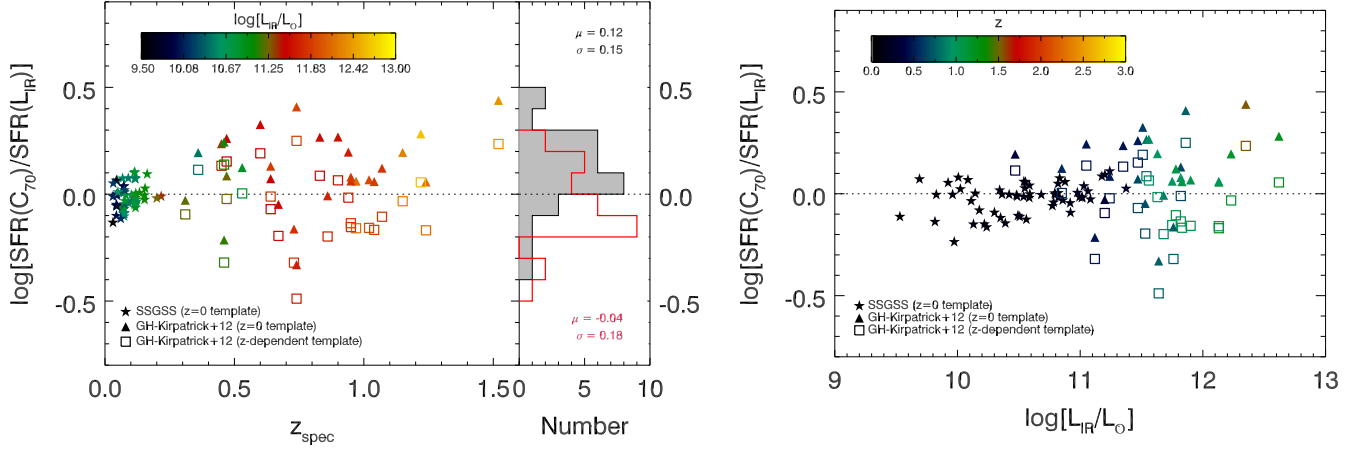 log[L_IR/L_⊙]
9.50 10.08 10.67 11.25 11.83 12.42 13.00
μ = 0.12
σ = 0.15
0.5
0.0
-0.5
log[SFR(C_70)/SFR(L_IR)]
★ SSGSS (z=0 template)
▲ GH-Kirpatrick+12 (z=0 template)
□ GH-Kirpatrick+12 (z-dependent template)
μ = -0.04
σ = 0.18
0.5
0.0
-0.5
0.0 0.5 1.0 1.5
z_spec
5 10
Number
z
0.0 0.5 1.0 1.5 2.0 2.5 3.0
0.5
0.0
-0.5
log[SFR(C_70)/SFR(L_IR)]
★ SSGSS (z=0 template)
▲ GH-Kirpatrick+12 (z=0 template)
□ GH-Kirpatrick+12 (z-dependent template)
9 10 11 12 13
log[L_IR/L_⊙]